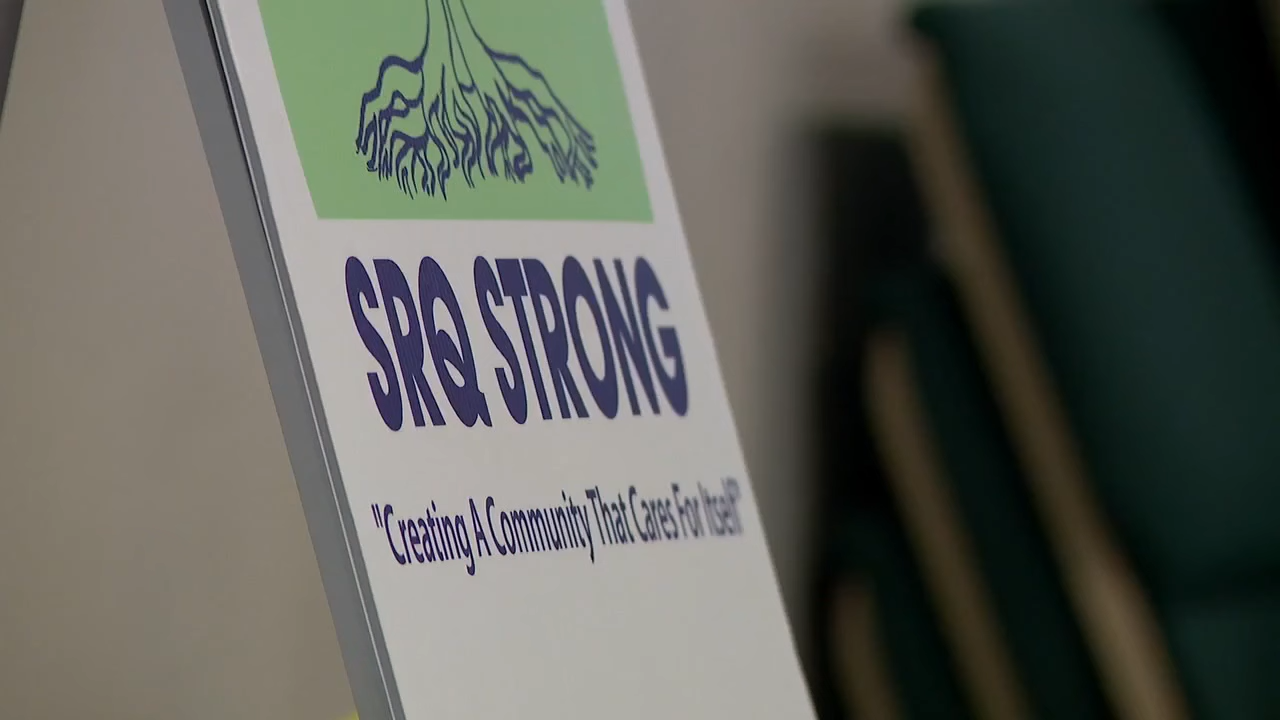 SRQ STRONG
"Creating A Community That Cares For Itself"